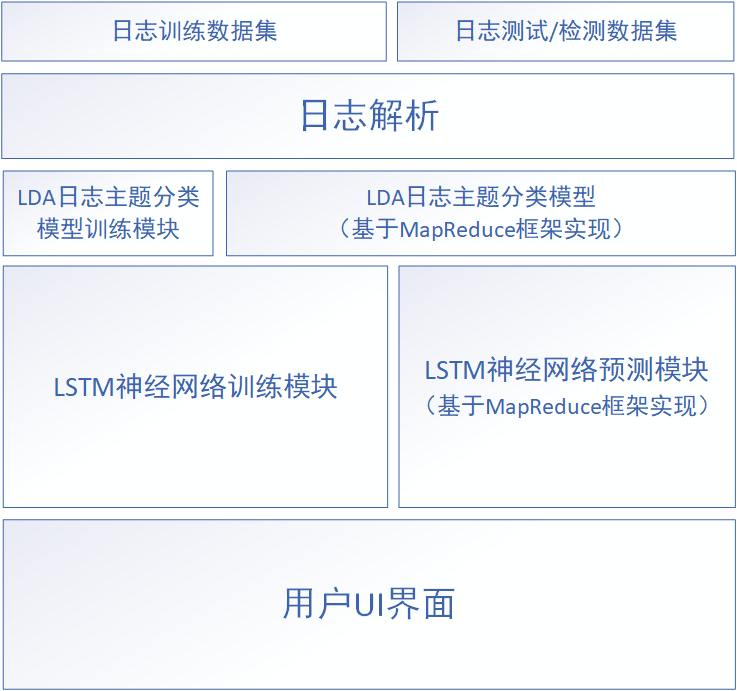 日志训练数据集
日志测试/检测数据集
日志解析
LDA日志主题分类
模型训练模块
LDA日志主题分类模型
（基于MapReduce框架实现）
LSTM神经网络训练模块
LSTM神经网络预测模块
（基于MapReduce框架实现）
用户UI界面